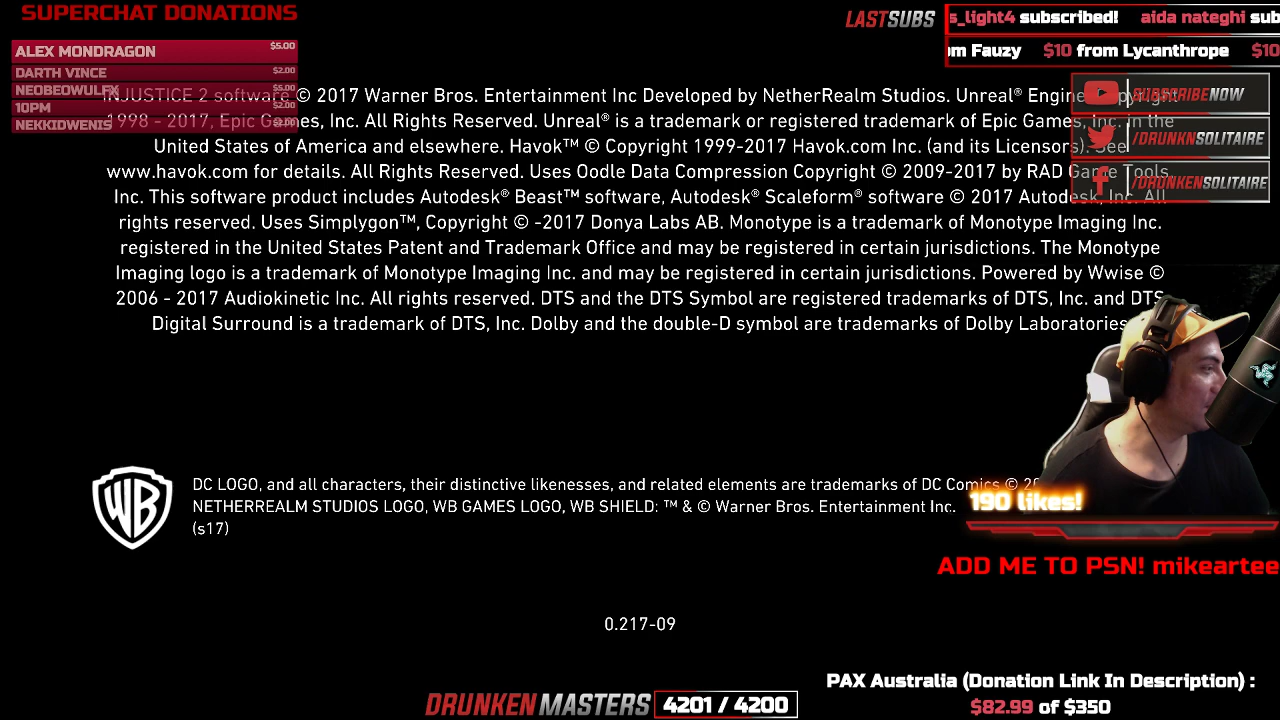 SUPERCHAT DONATIONS
ALEX MONDRAGON $5.00
DARTH VINCE $2.00
NEOBEOWULFX $5.00
10PM $2.00
NEKKIDWENIS $2.00
LASTSUBS s_light4 subscribed! aida nateghi sub
om Fauzy $10 from Lycanthrope $10
SUBSCRIBENOW
/DRUNKNSOLITAIRE
/DRUNKENSOLITAIRE
INJUSTICE 2 software © 2017 Warner Bros. Entertainment Inc Developed by NetherRealm Studios. Unreal® Engine, Copyright
1998 - 2017, Epic Games, Inc. All Rights Reserved. Unreal® is a trademark or registered trademark of Epic Games, Inc. in the
United States of America and elsewhere. Havok™ © Copyright 1999-2017 Havok.com Inc. (and its Licensors). See
www.havok.com for details. All Rights Reserved. Uses Oodle Data Compression Copyright © 2009-2017 by RAD Game Tools
Inc. This software product includes Autodesk® Beast™ software, Autodesk® Scaleform® software © 2017 Autodesk, Inc. All
rights reserved. Uses Simplygon™, Copyright © -2017 Donya Labs AB. Monotype is a trademark of Monotype Imaging Inc.
registered in the United States Patent and Trademark Office and may be registered in certain jurisdictions. The Monotype
Imaging logo is a trademark of Monotype Imaging Inc. and may be registered in certain jurisdictions. Powered by Wwise ©
2006 - 2017 Audiokinetic Inc. All rights reserved. DTS and the DTS Symbol are registered trademarks of DTS, Inc. and DTS
Digital Surround is a trademark of DTS, Inc. Dolby and the double-D symbol are trademarks of Dolby Laboratories
WB
DC LOGO, and all characters, their distinctive likenesses, and related elements are trademarks of DC Comics © 20
NETHERREALM STUDIOS LOGO, WB GAMES LOGO, WB SHIELD: ™ & © Warner Bros. Entertainment Inc.
(s17)
190 likes!
ADD ME TO PSN! mikeartee
0.217-09
DRUNKENMASTERS 4201 / 4200
PAX Australia (Donation Link In Description) :
$82.99 of $350